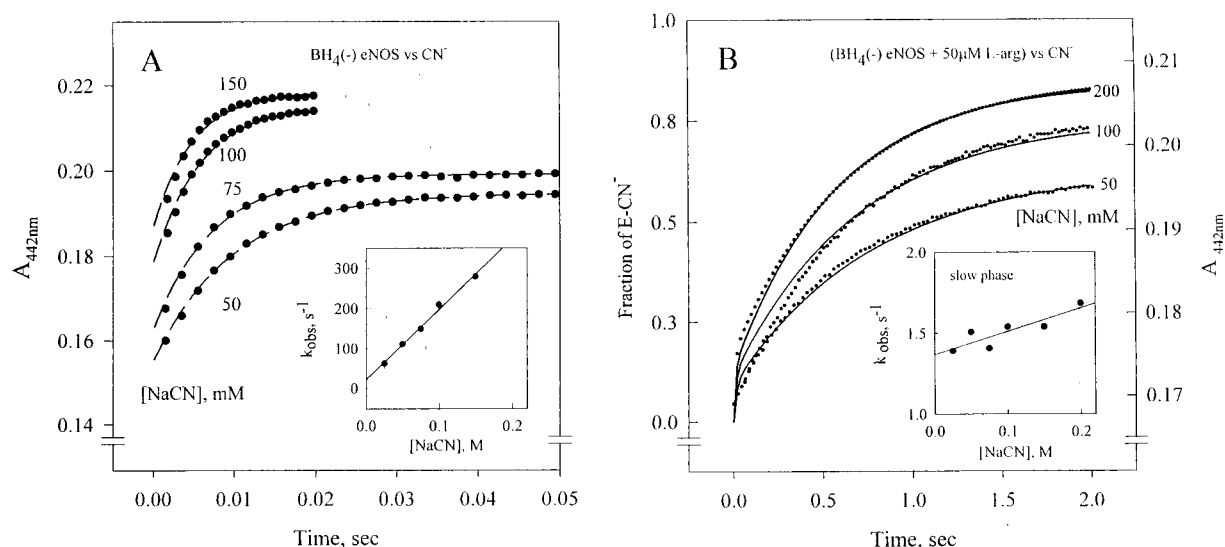 A
BH₄(-) eNOS vs CN⁻
150
100
75
50
[NaCN], mM
A₄₄₂nm
0.22
0.20
0.18
0.16
0.14
0.00 0.01 0.02 0.03 0.04 0.05
Time, sec
kobs, s⁻¹
300
200
100
0
0.0 0.1 0.2
[NaCN], M
B
(BH₄(-) eNOS + 50μM L-arg) vs CN⁻
200
100
50
[NaCN], mM
Fraction of E-CN⁻
1.0
0.8
0.5
0.3
0.0
A₄₄₂nm
0.21
0.20
0.19
0.18
0.17
0.0 0.5 1.0 1.5 2.0
Time, sec
slow phase
k obs, s⁻¹
2.0
1.5
1.0
0.0 0.1 0.2
[NaCN], M